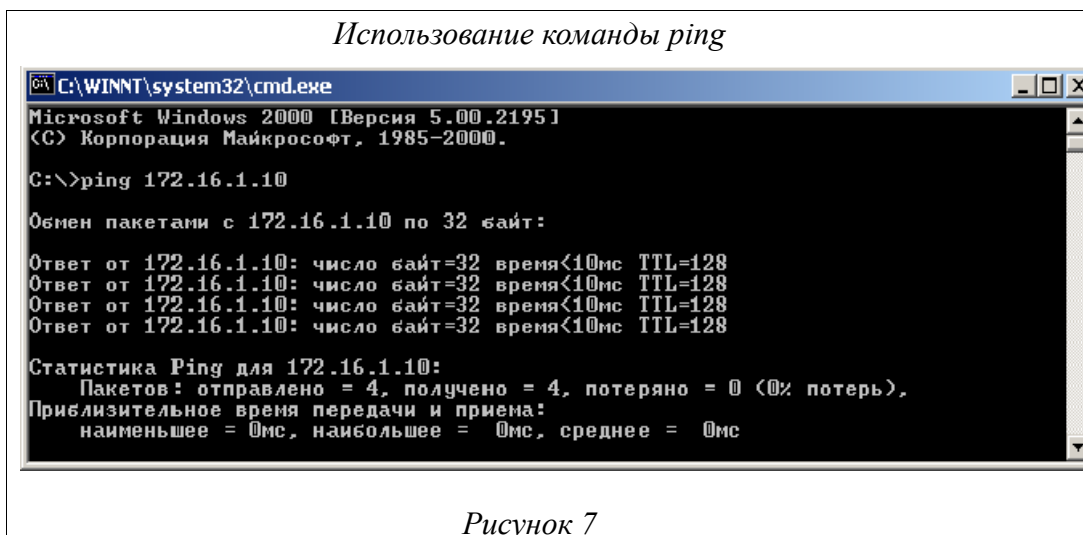 Использование команды ping
C:\WINNT\system32\cmd.exe
Microsoft Windows 2000 [Версия 5.00.2195]
(C) Корпорация Майкрософт, 1985-2000.
C:\>ping 172.16.1.10
Обмен пакетами с 172.16.1.10 по 32 байт:
Ответ от 172.16.1.10: число байт=32 время<10мс TTL=128
Ответ от 172.16.1.10: число байт=32 время<10мс TTL=128
Ответ от 172.16.1.10: число байт=32 время<10мс TTL=128
Ответ от 172.16.1.10: число байт=32 время<10мс TTL=128
Статистика Ping для 172.16.1.10:
Пакетов: отправлено = 4, получено = 4, потеряно = 0 (0% потерь),
Приблизительное время передачи и приема:
наименьшее = 0мс, наибольшее =  0мс, среднее =  0мс
Рисунок 7